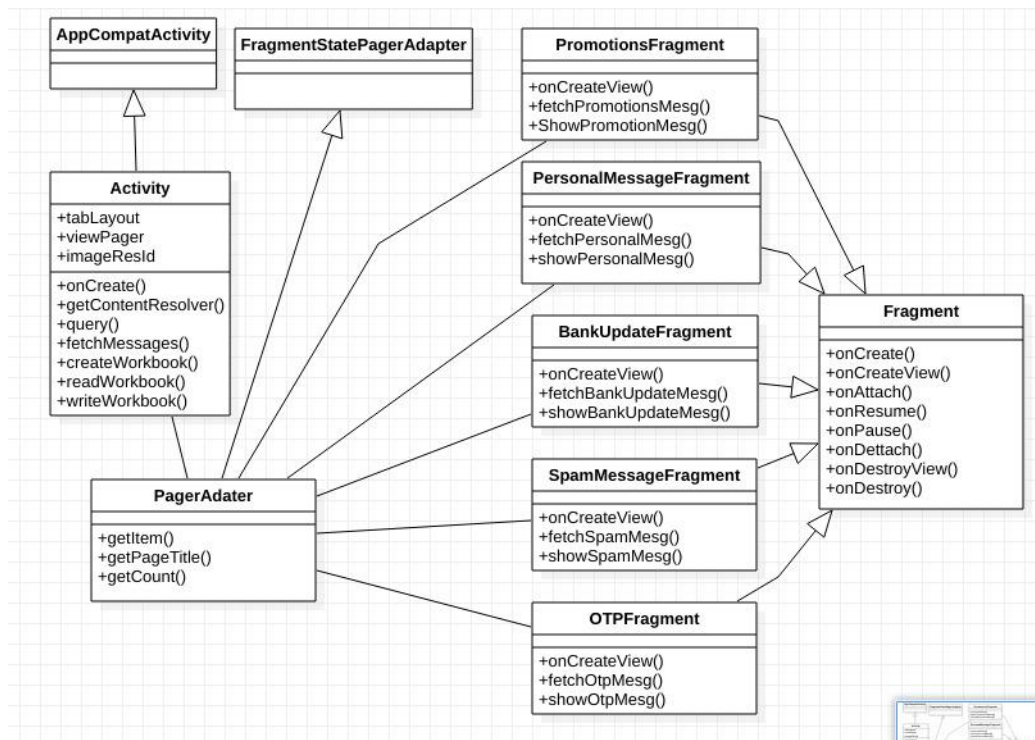 AppCompatActivity
FragmentStatePagerAdapter
Activity
+tabLayout
+viewPager
+imageResId
+onCreate()
+getContentResolver()
+query()
+fetchMessages()
+createWorkbook()
+readWorkbook()
+writeWorkbook()
PagerAdater
+getItem()
+getPageTitle()
+getCount()
PromotionsFragment
+onCreateView()
+fetchPromotionsMesg()
+ShowPromotionMesg()
PersonalMessageFragment
+onCreateView()
+fetchPersonalMesg()
+showPersonalMesg()
BankUpdateFragment
+onCreateView()
+fetchBankUpdateMesg()
+showBankUpdateMesg()
SpamMessageFragment
+onCreateView()
+fetchSpamMesg()
+showSpamMesg()
OTPFragment
+onCreateView()
+fetchOtpMesg()
+showOtpMesg()
Fragment
+onCreate()
+onCreateView()
+onAttach()
+onResume()
+onPause()
+onDettach()
+onDestroyView()
+onDestroy()